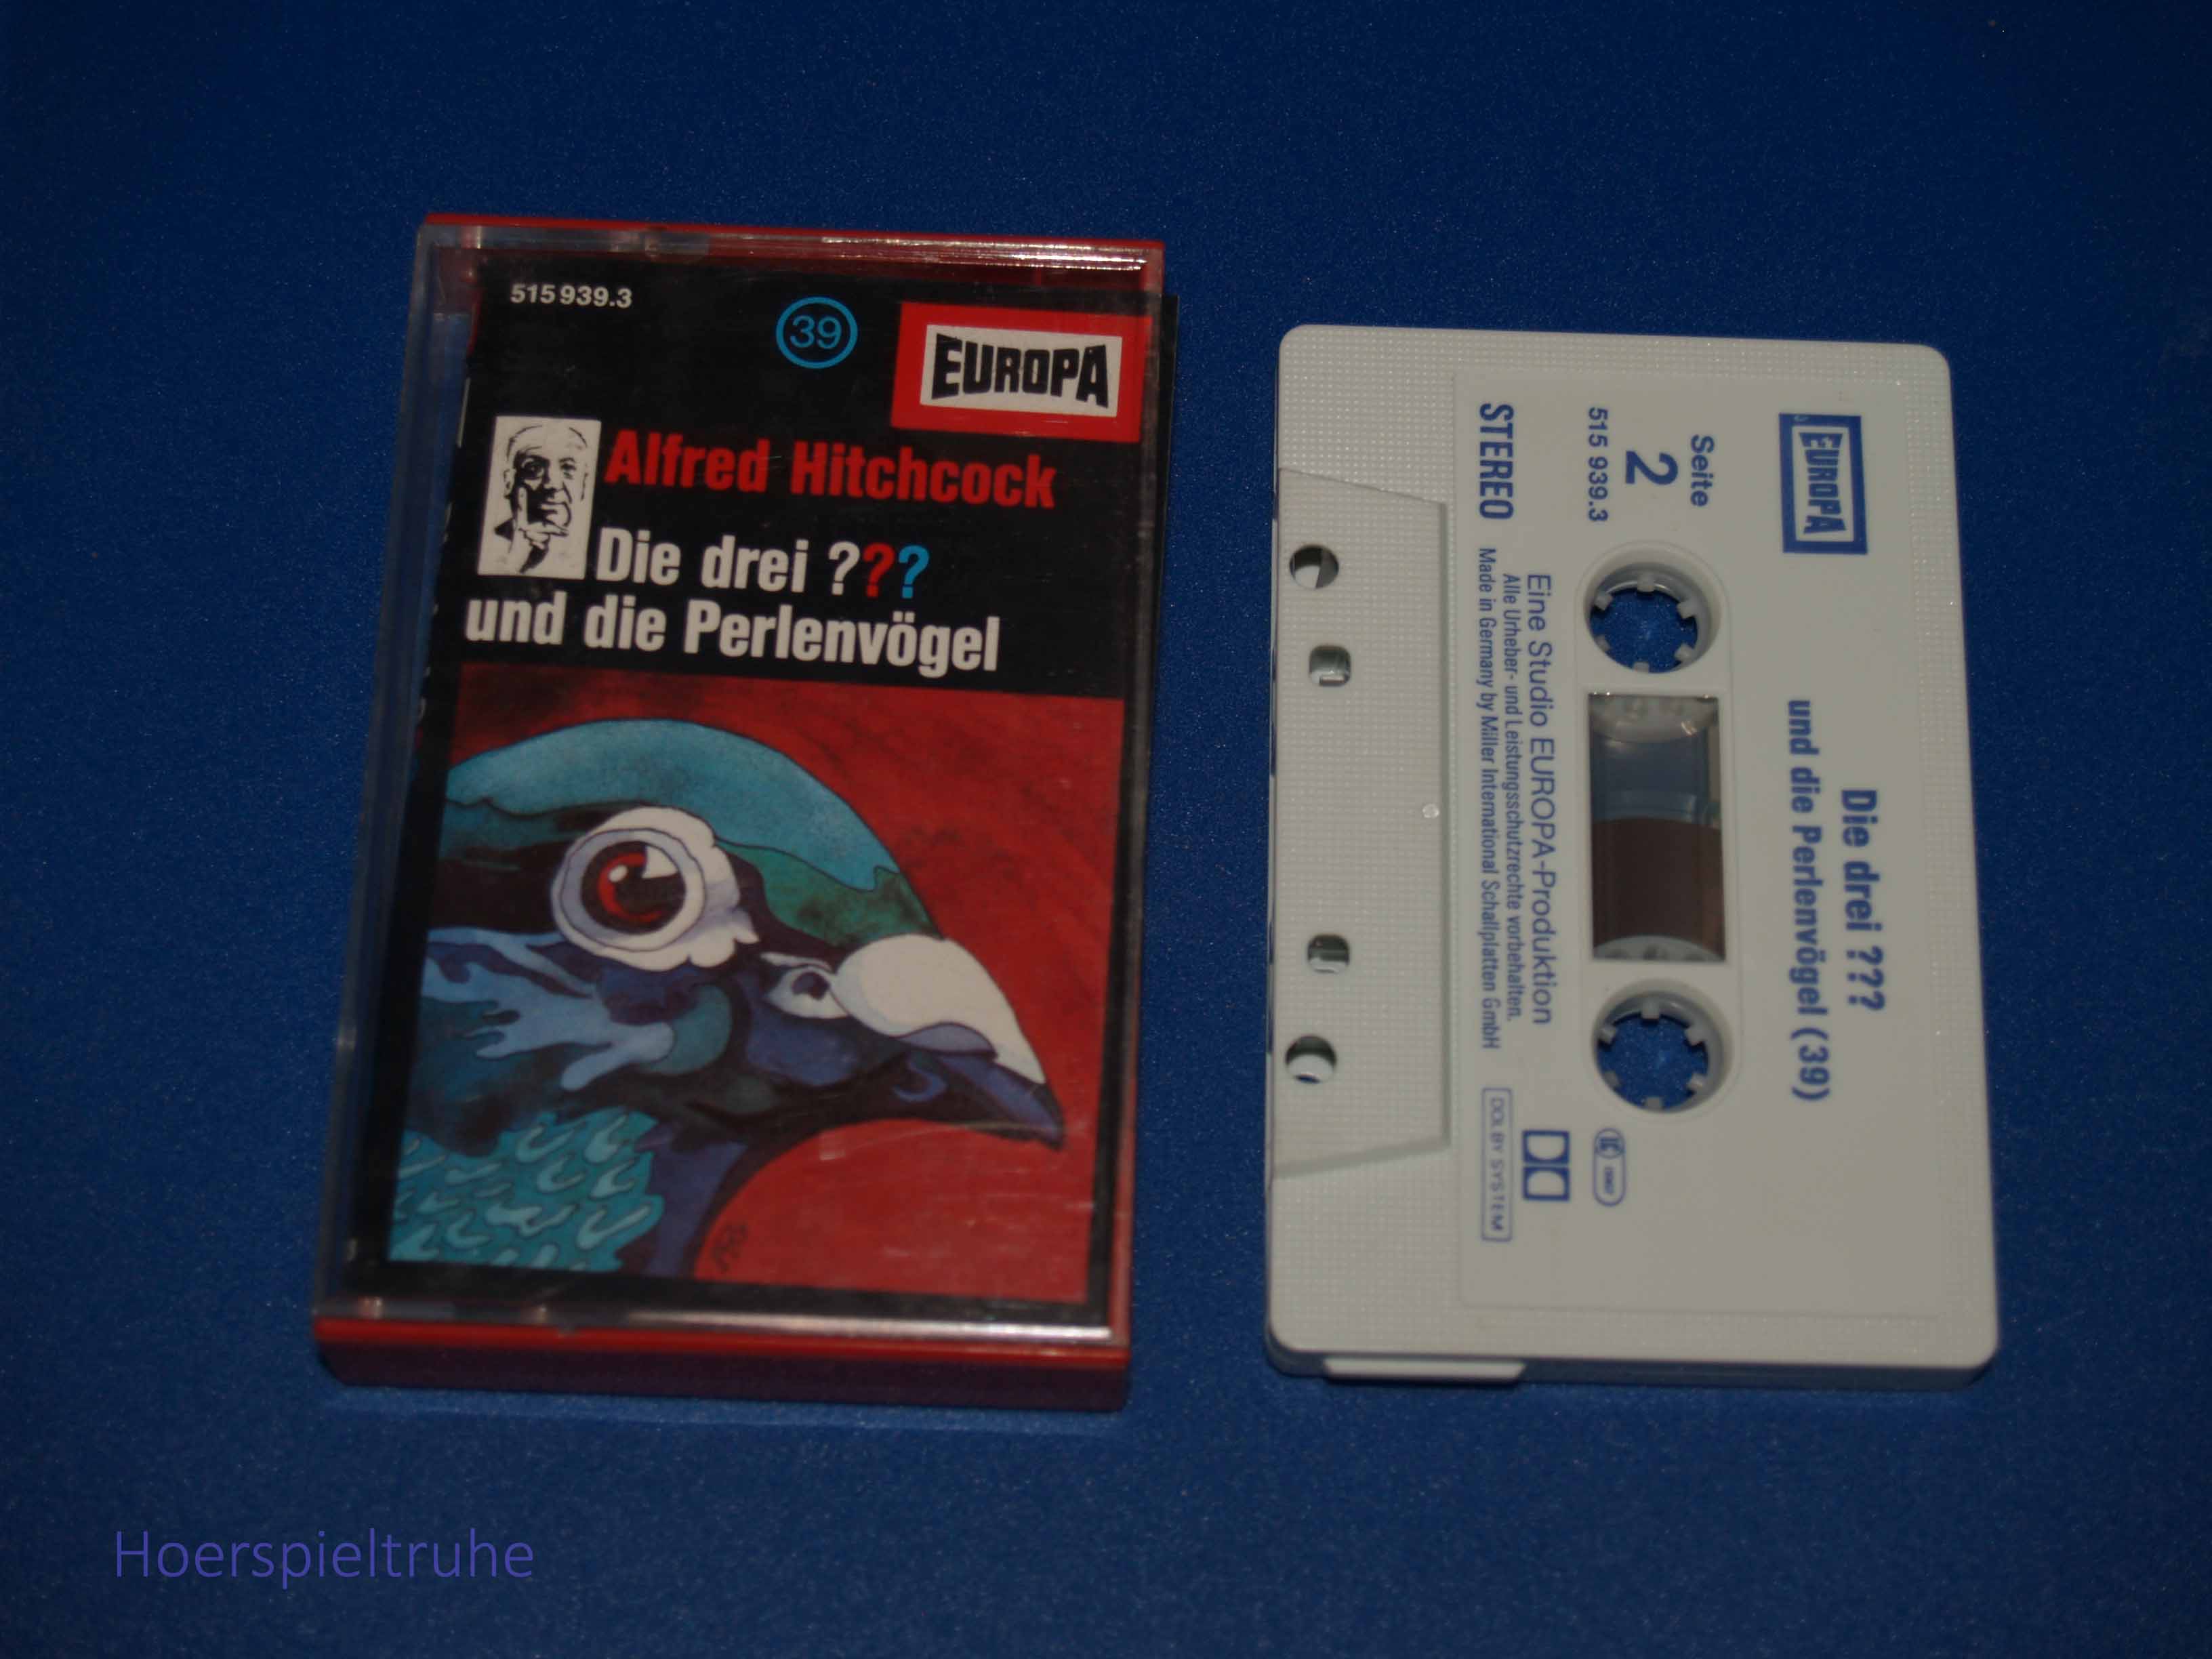 515 939.3
39
EUROPA
Alfred Hitchcock
Die drei ???
und die Perlenvögel
EUROPA
Die drei ???
und die Perlenvögel (39)
Seite
2
515 939.3
STEREO
Eine Studio EUROPA-Produktion
Alle Urheber- und Leistungsschutzrechte vorbehalten.
Made in Germany by Miller International Schallplatten GmbH
DOLBY SYSTEM
Hoerspieltruhe